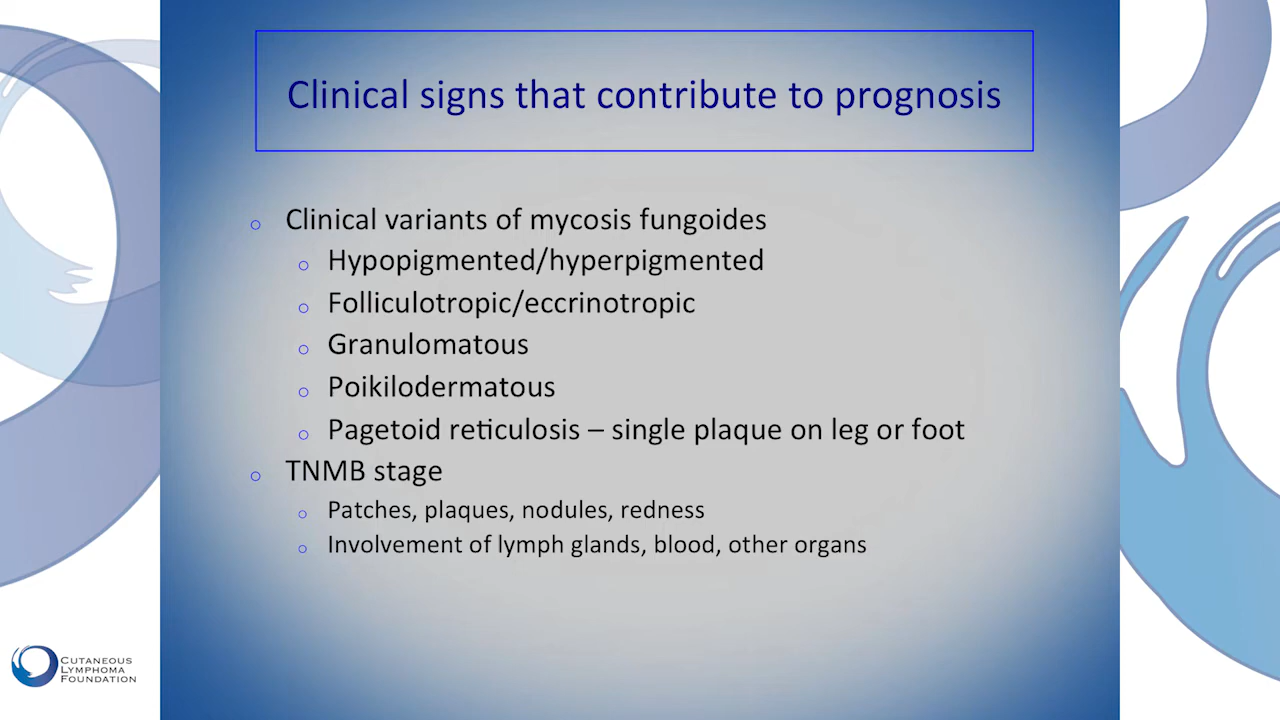 Clinical signs that contribute to prognosis
○ Clinical variants of mycosis fungoides
○ Hypopigmented/hyperpigmented
○ Folliculotropic/eccrinotropic
○ Granulomatous
○ Poikilodermatous
○ Pagetoid reticulosis – single plaque on leg or foot
○ TNMB stage
○ Patches, plaques, nodules, redness
○ Involvement of lymph glands, blood, other organs
CUTANEOUS
LYMPHOMA
FOUNDATION